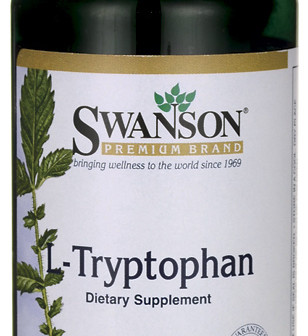 SWANSON®
PREMIUM BRAND
bringing wellness to the world since 1969
L-Tryptophan
Dietary Supplement